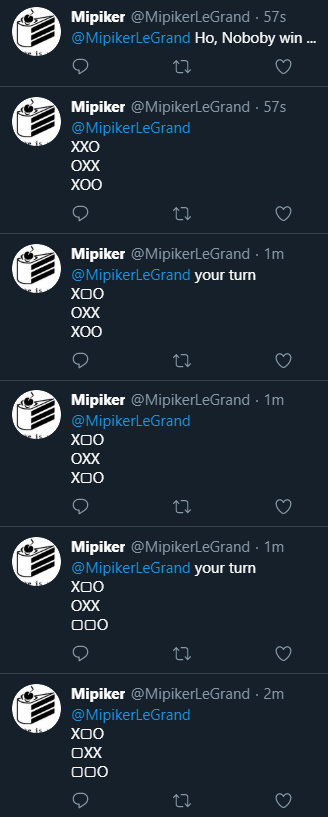 Mipiker @MipikerLeGrand · 57s
@MipikerLeGrand Ho, Noboby win ...
Mipiker @MipikerLeGrand · 57s
@MipikerLeGrand
XXO
OXX
XOO
Mipiker @MipikerLeGrand · 1m
@MipikerLeGrand your turn
X▢O
OXX
XOO
Mipiker @MipikerLeGrand · 1m
@MipikerLeGrand
X▢O
OXX
X▢O
Mipiker @MipikerLeGrand · 1m
@MipikerLeGrand your turn
X▢O
OXX
▢▢O
Mipiker @MipikerLeGrand · 2m
@MipikerLeGrand
X▢O
▢XX
▢▢O